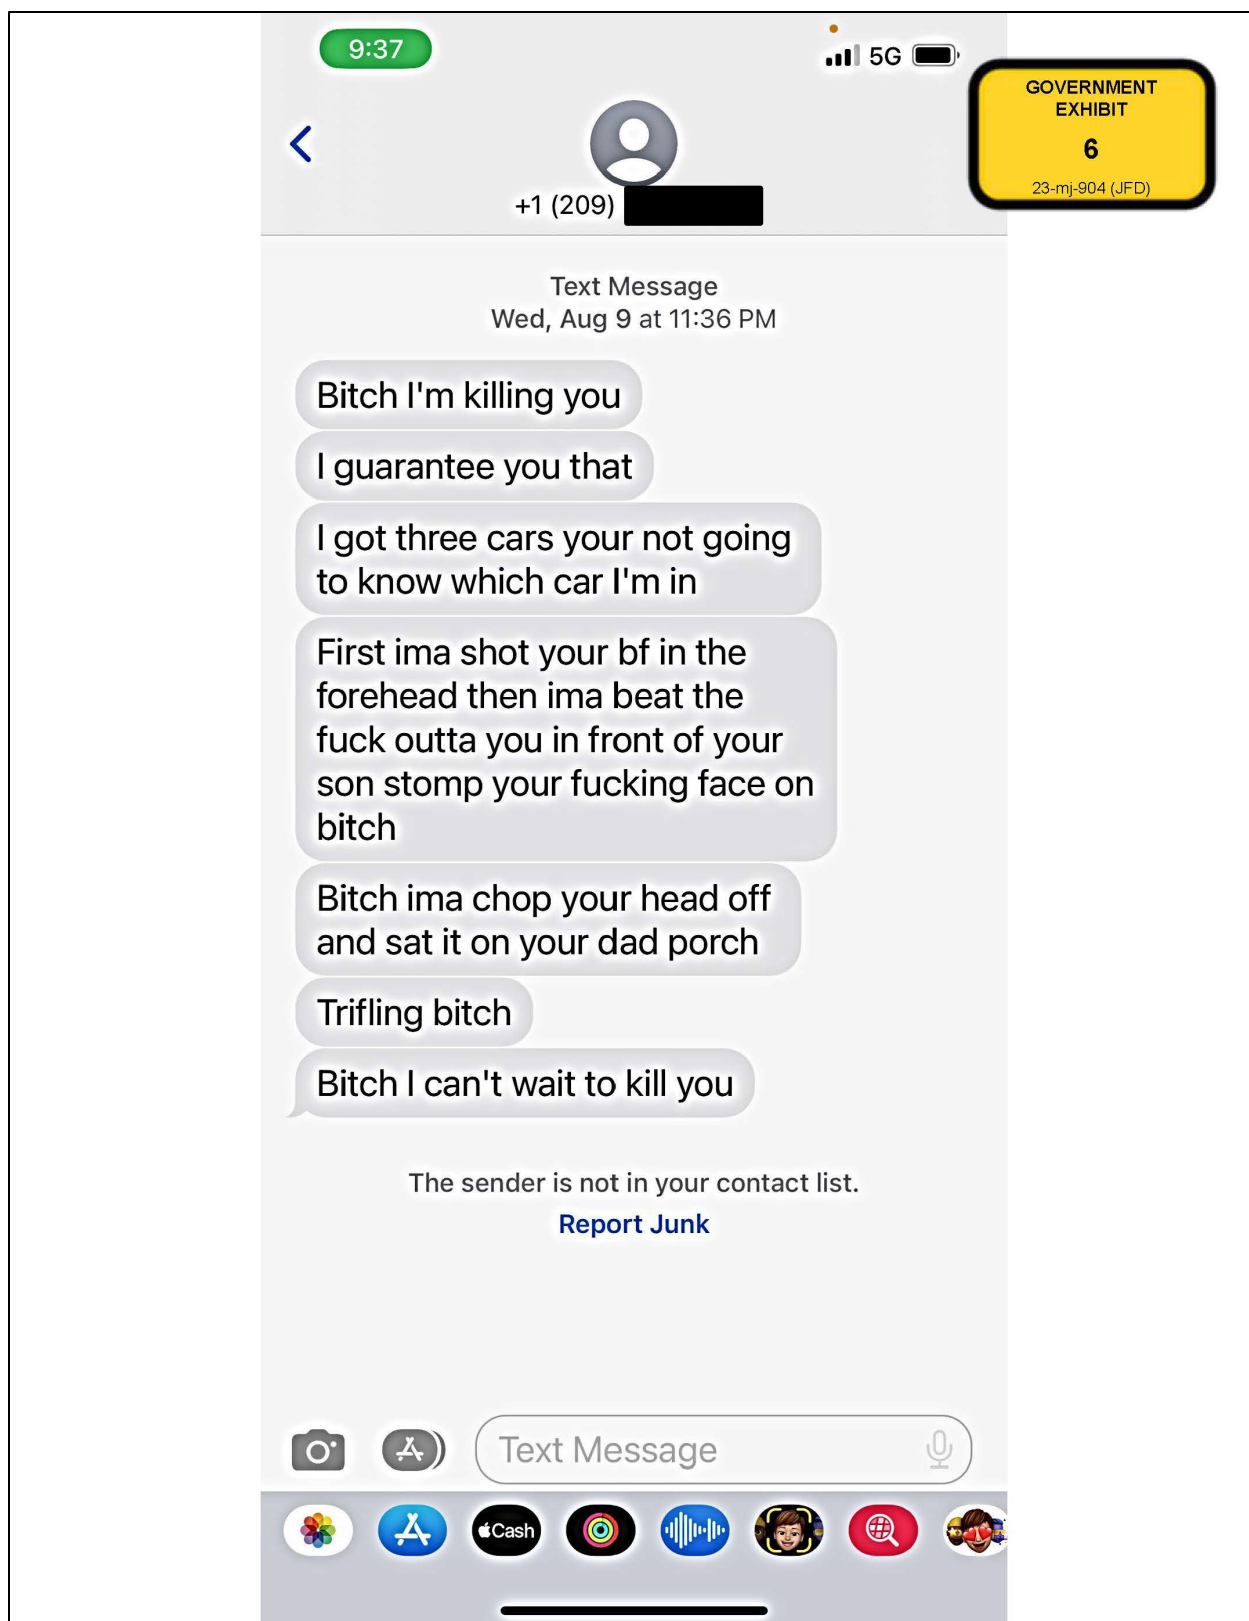 9:37
5G
GOVERNMENT
EXHIBIT
6
23-mj-904 (JFD)
+1 (209)
Text Message
Wed, Aug 9 at 11:36 PM
Bitch I'm killing you
I guarantee you that
I got three cars your not going
to know which car I'm in
First ima shot your bf in the
forehead then ima beat the
fuck outta you in front of your
son stomp your fucking face on
bitch
Bitch ima chop your head off
and sat it on your dad porch
Trifling bitch
Bitch I can't wait to kill you
The sender is not in your contact list.
Report Junk
Text Message
Cash